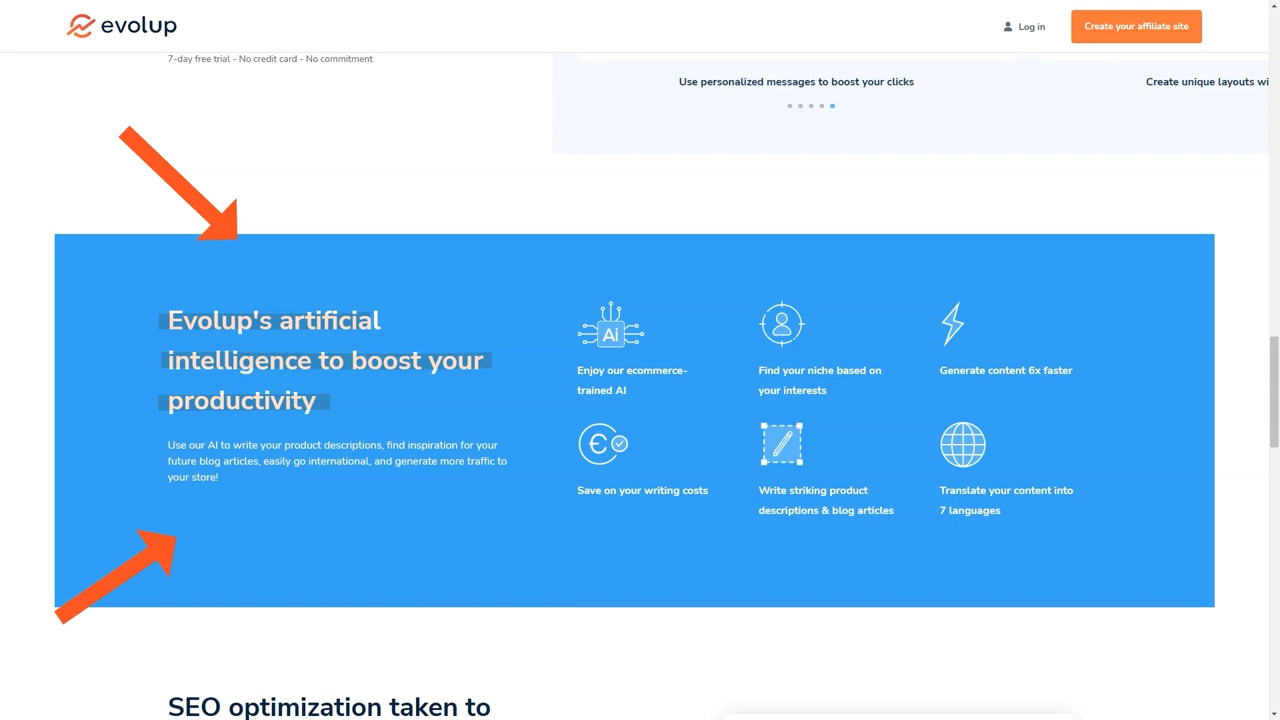 evolup
Log in
Create your affiliate site
7-day free trial - No credit card - No commitment
Use personalized messages to boost your clicks
Create unique layouts wi
Evolup's artificial
intelligence to boost your
productivity
Use our AI to write your product descriptions, find inspiration for your
future blog articles, easily go international, and generate more traffic to
your store!
Ai
Enjoy our ecommerce-
trained AI
Find your niche based on
your interests
Generate content 6x faster
€
Save on your writing costs
Write striking product
descriptions & blog articles
Translate your content into
7 languages
SEO optimization taken to